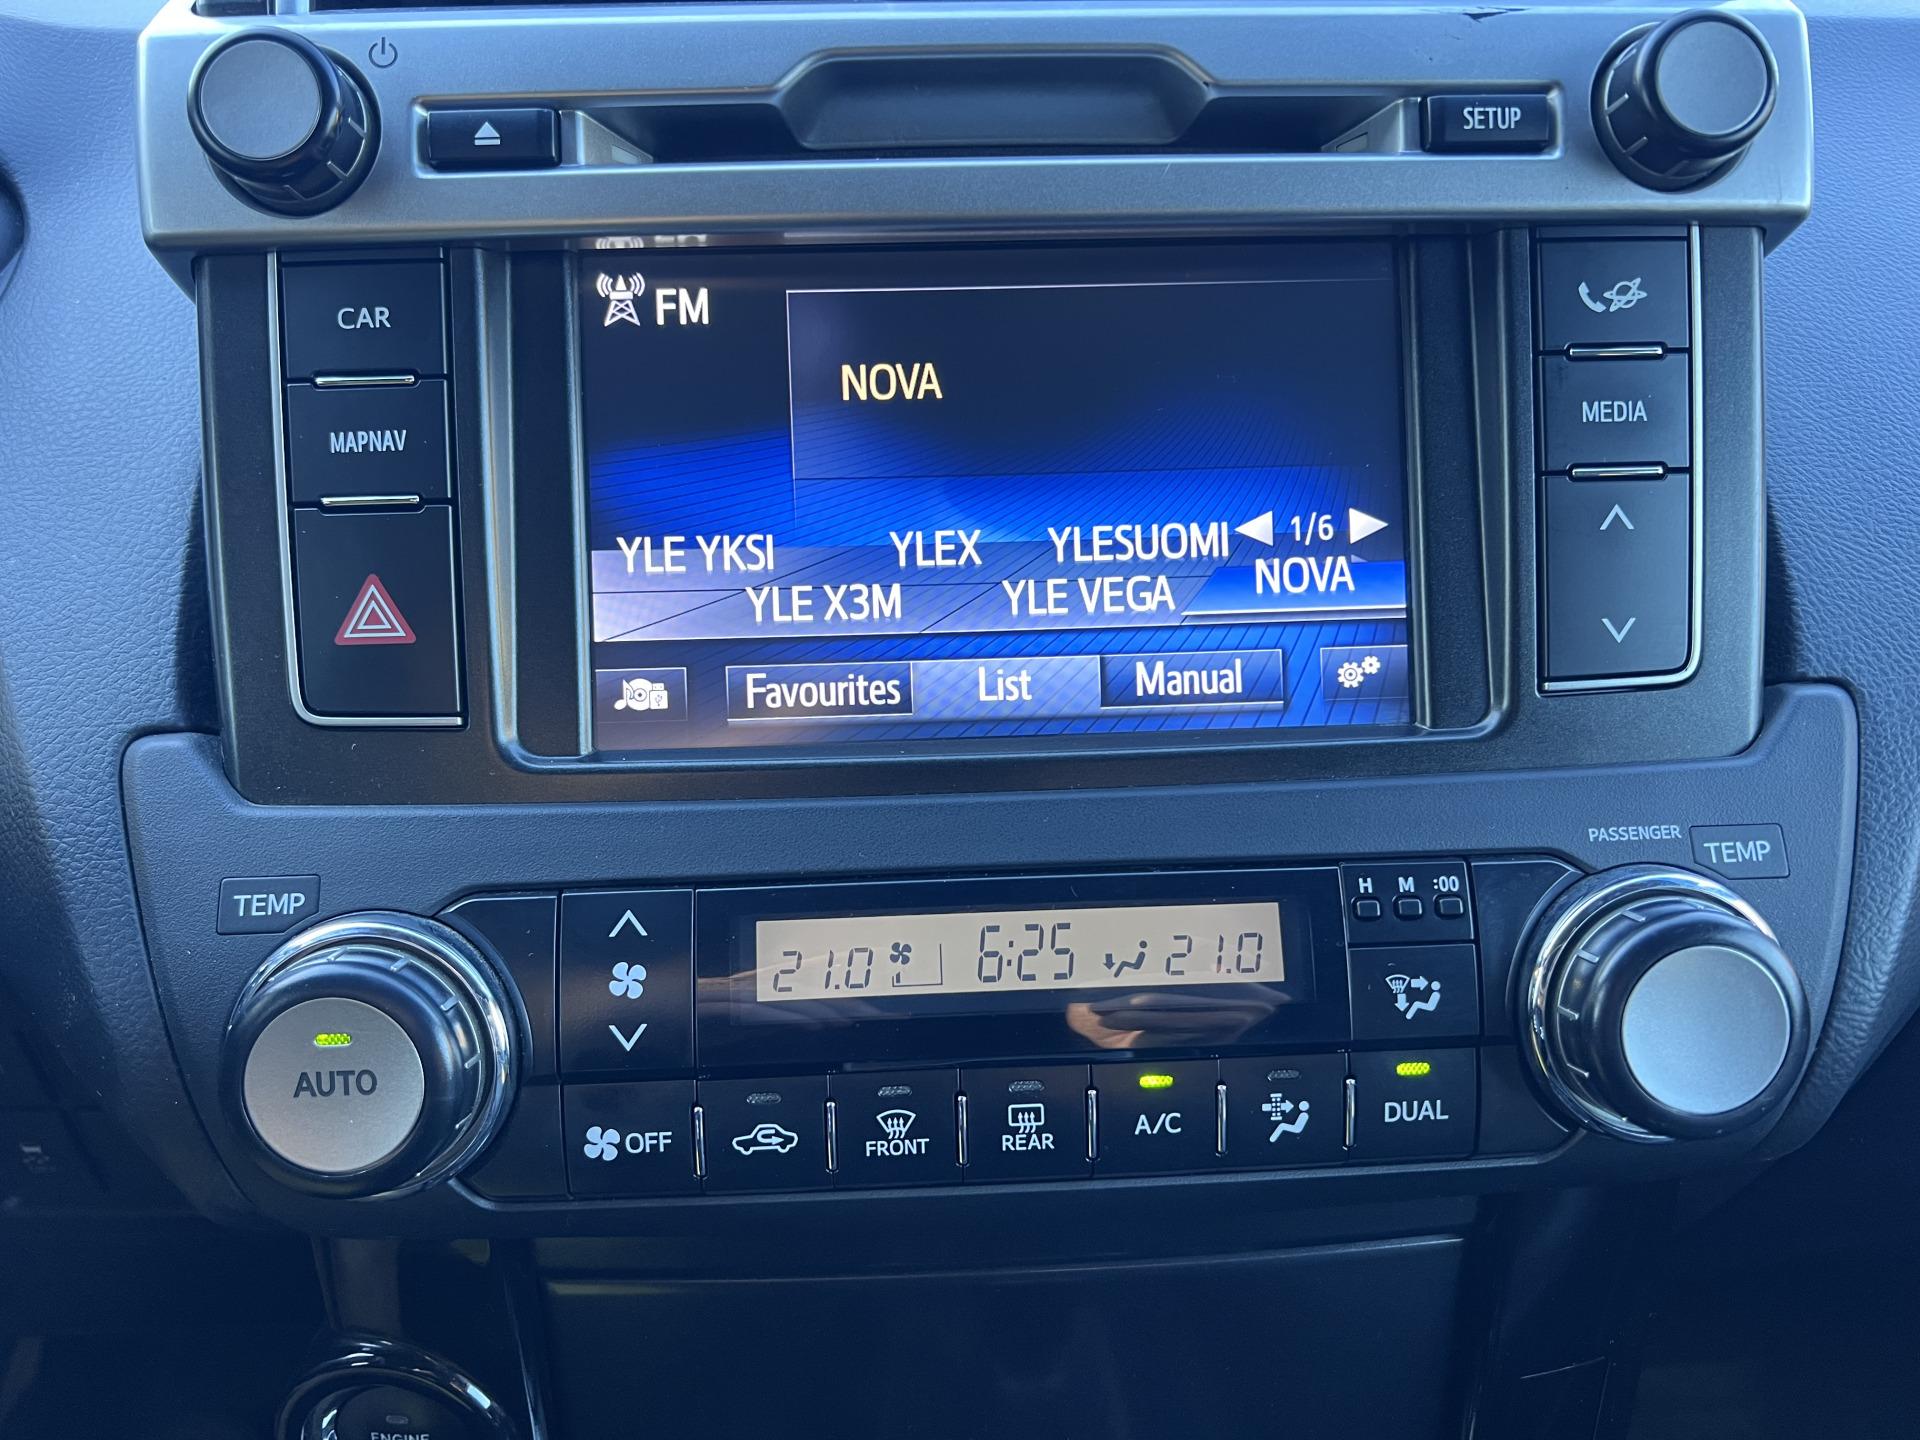 SETUP
CAR
MAPNAV
FM
NOVA
YLE YKSI YLEX YLESUOMI 1/6
YLE X3M YLE VEGA NOVA
Favourites List Manual
MEDIA
TEMP
PASSENGER TEMP
H M :00
21.0 6:25 21.0
AUTO
OFF FRONT REAR A/C DUAL
ENGINE